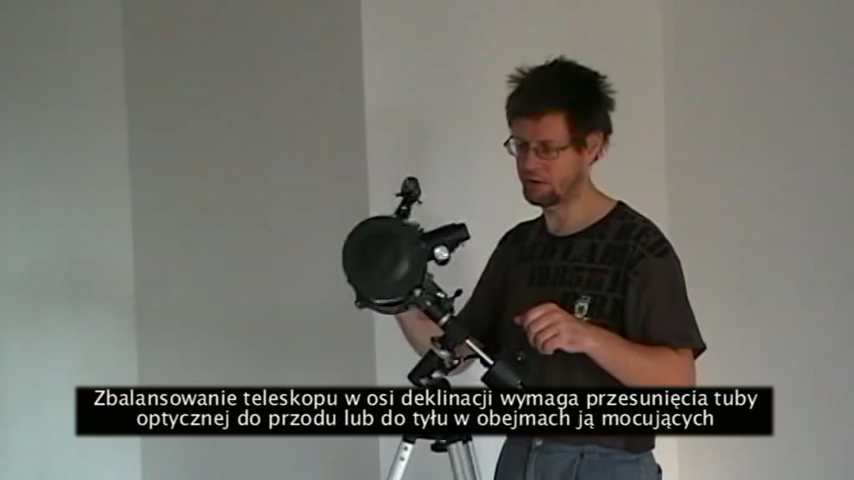 Zbalansowanie teleskopu w osi deklinacji wymaga przesunięcia tuby
optycznej do przodu lub do tyłu w obejmach ją mocujących